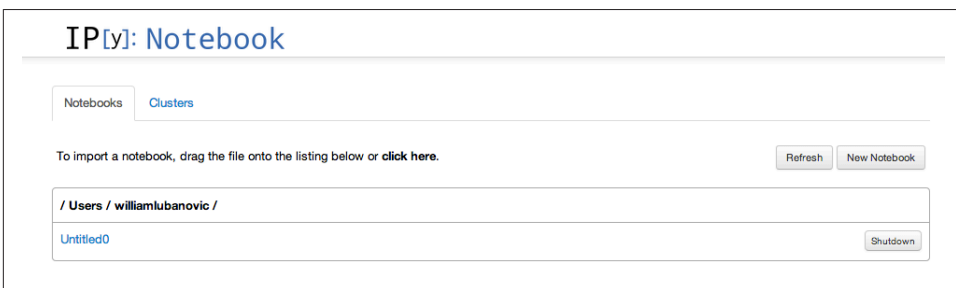 IP[y]: Notebook
Notebooks Clusters
To import a notebook, drag the file onto the listing below or click here. Refresh New Notebook
/ Users / williamlubanovic /
Untitled0 Shutdown